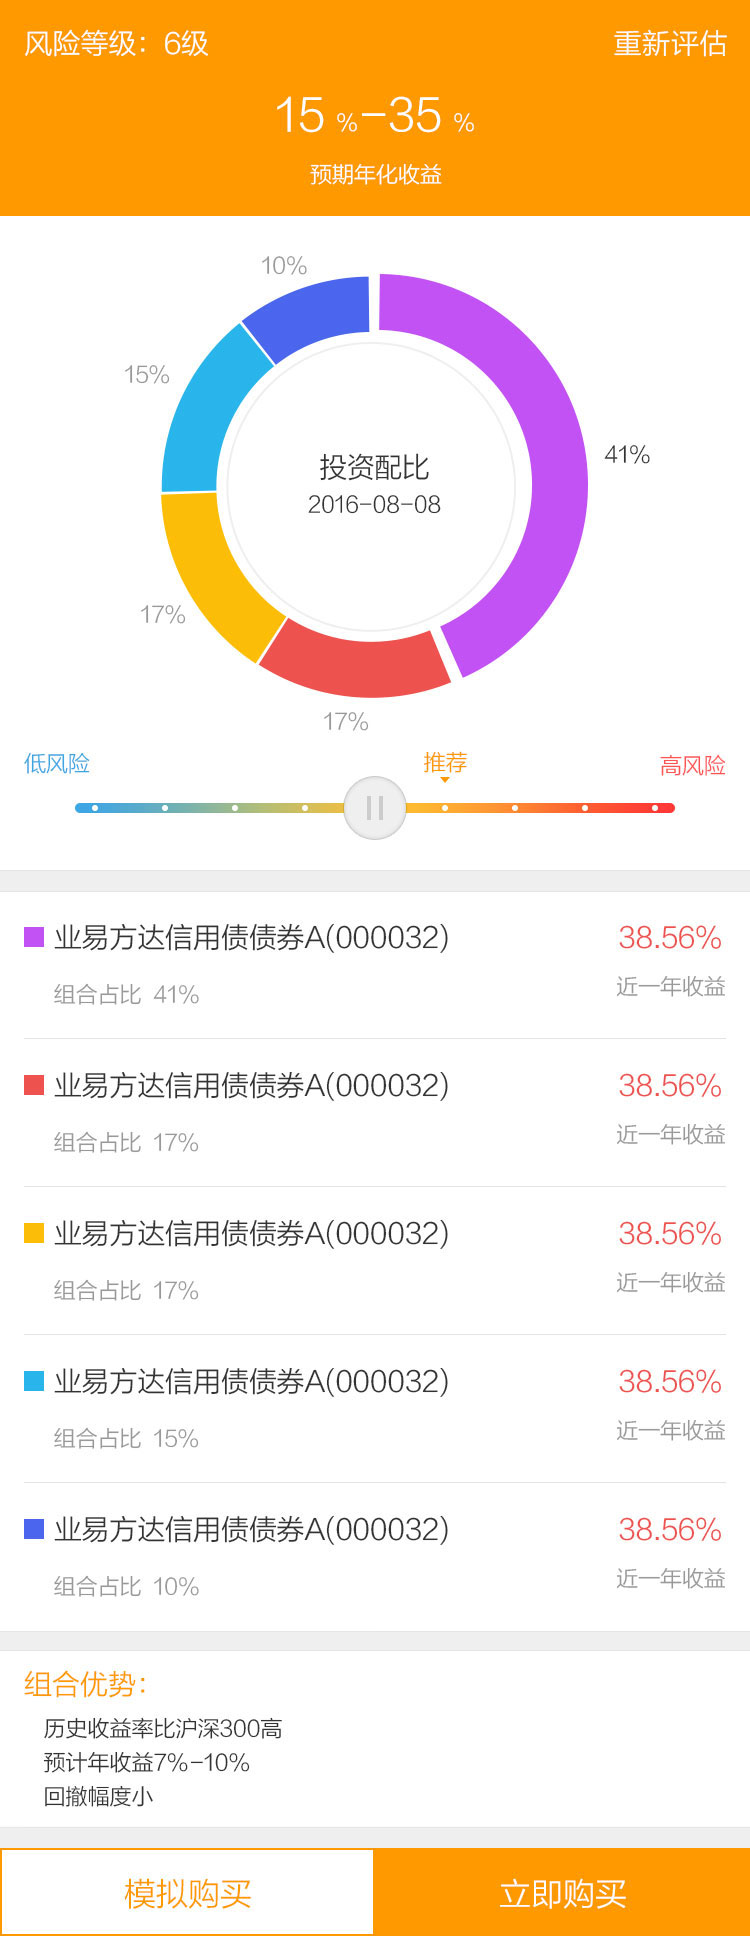 风险等级：6级
重新评估
15 %-35 %
预期年化收益
10%
15%
41%
投资配比
2016-08-08
17%
17%
低风险
推荐
高风险
业易方达信用债债券A(000032)
38.56%
组合占比 41%
近一年收益
业易方达信用债债券A(000032)
38.56%
组合占比 17%
近一年收益
业易方达信用债债券A(000032)
38.56%
组合占比 17%
近一年收益
业易方达信用债债券A(000032)
38.56%
组合占比 15%
近一年收益
业易方达信用债债券A(000032)
38.56%
组合占比 10%
近一年收益
组合优势：
历史收益率比沪深300高
预计年收益7%-10%
回撤幅度小
模拟购买
立即购买